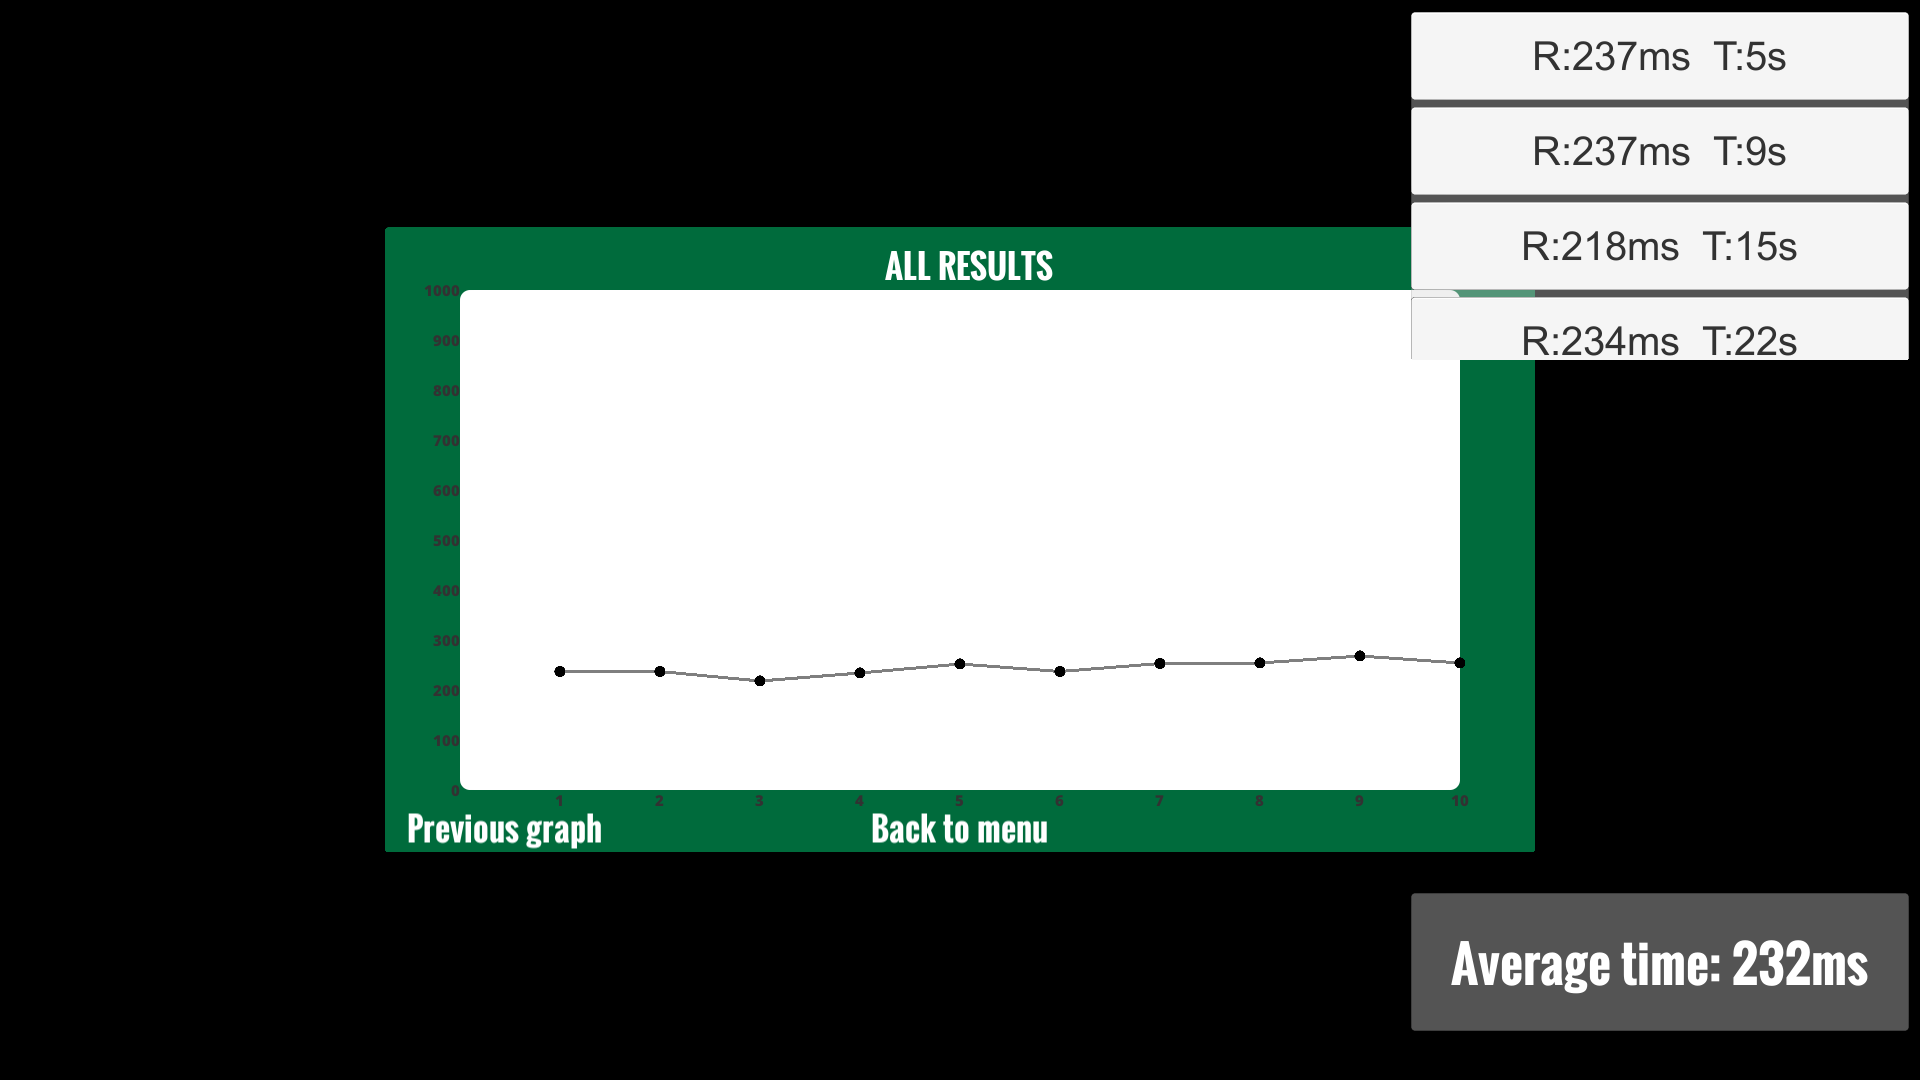 R:237ms T:5s
R:237ms T:9s
R:218ms T:15s
R:234ms T:22s
ALL RESULTS
1000
900
800
700
600
500
400
300
200
100
0
1 2 3 4 5 6 7 8 9 10
Previous graph
Back to menu
Average time: 232ms